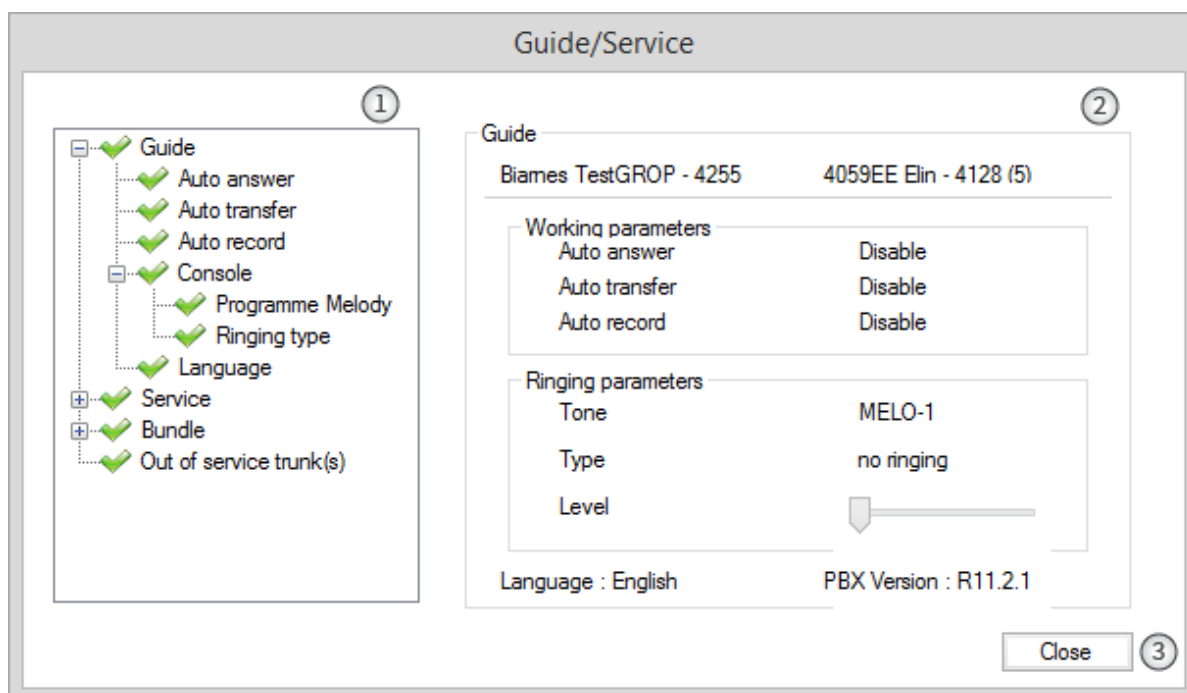 Guide/Service
1
Guide
Auto answer
Auto transfer
Auto record
Console
Programme Melody
Ringing type
Language
Service
Bundle
Out of service trunk(s)
2
Guide
Biames TestGROP - 4255 4059EE Elin - 4128 (5)
Working parameters
Auto answer Disable
Auto transfer Disable
Auto record Disable
Ringing parameters
Tone MELO-1
Type no ringing
Level
Language : English PBX Version : R11.2.1
Close 3